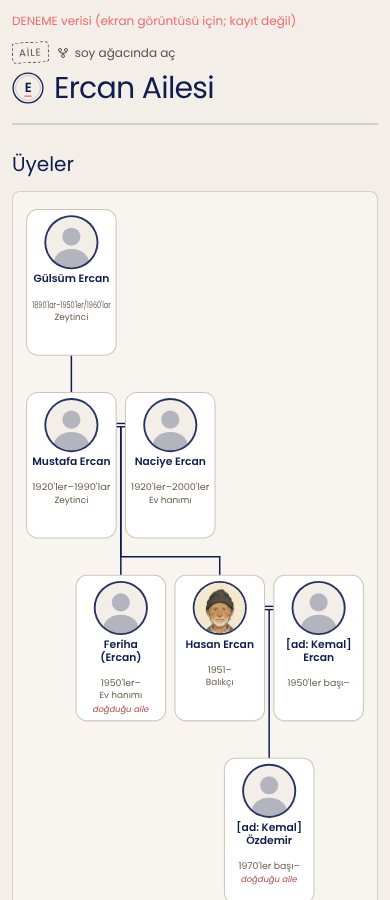 DENEME verisi (ekran görüntüsü için; kayıt değil)
AİLE soy ağacında aç
E Ercan Ailesi
Üyeler
Gülsüm Ercan
1890'lar–1950'ler/1960'lar
Zeytinci
Mustafa Ercan
1920'ler–1990'lar
Zeytinci
Naciye Ercan
1920'ler–2000'ler
Ev hanımı
Feriha
(Ercan)
1950'ler–
Ev hanımı
doğduğu aile
Hasan Ercan
1951–
Balıkçı
[ad: Kemal]
Ercan
1950'ler başı–
[ad: Kemal]
Özdemir
1970'ler başı–
doğduğu aile